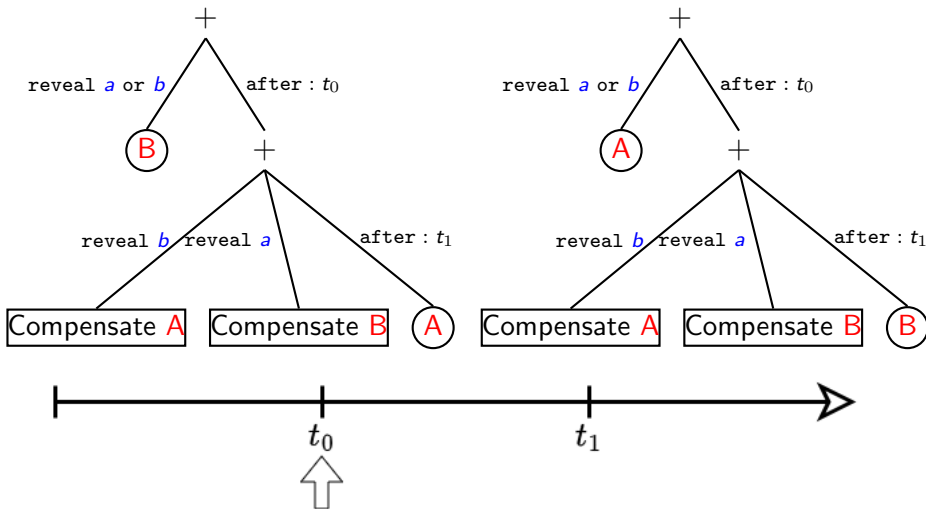 + +
reveal a or b after : t₀ reveal a or b after : t₀
B A
+ +
reveal b reveal a after : t₁ reveal b reveal a after : t₁
Compensate A Compensate B A Compensate A Compensate B B
t₀ t₁